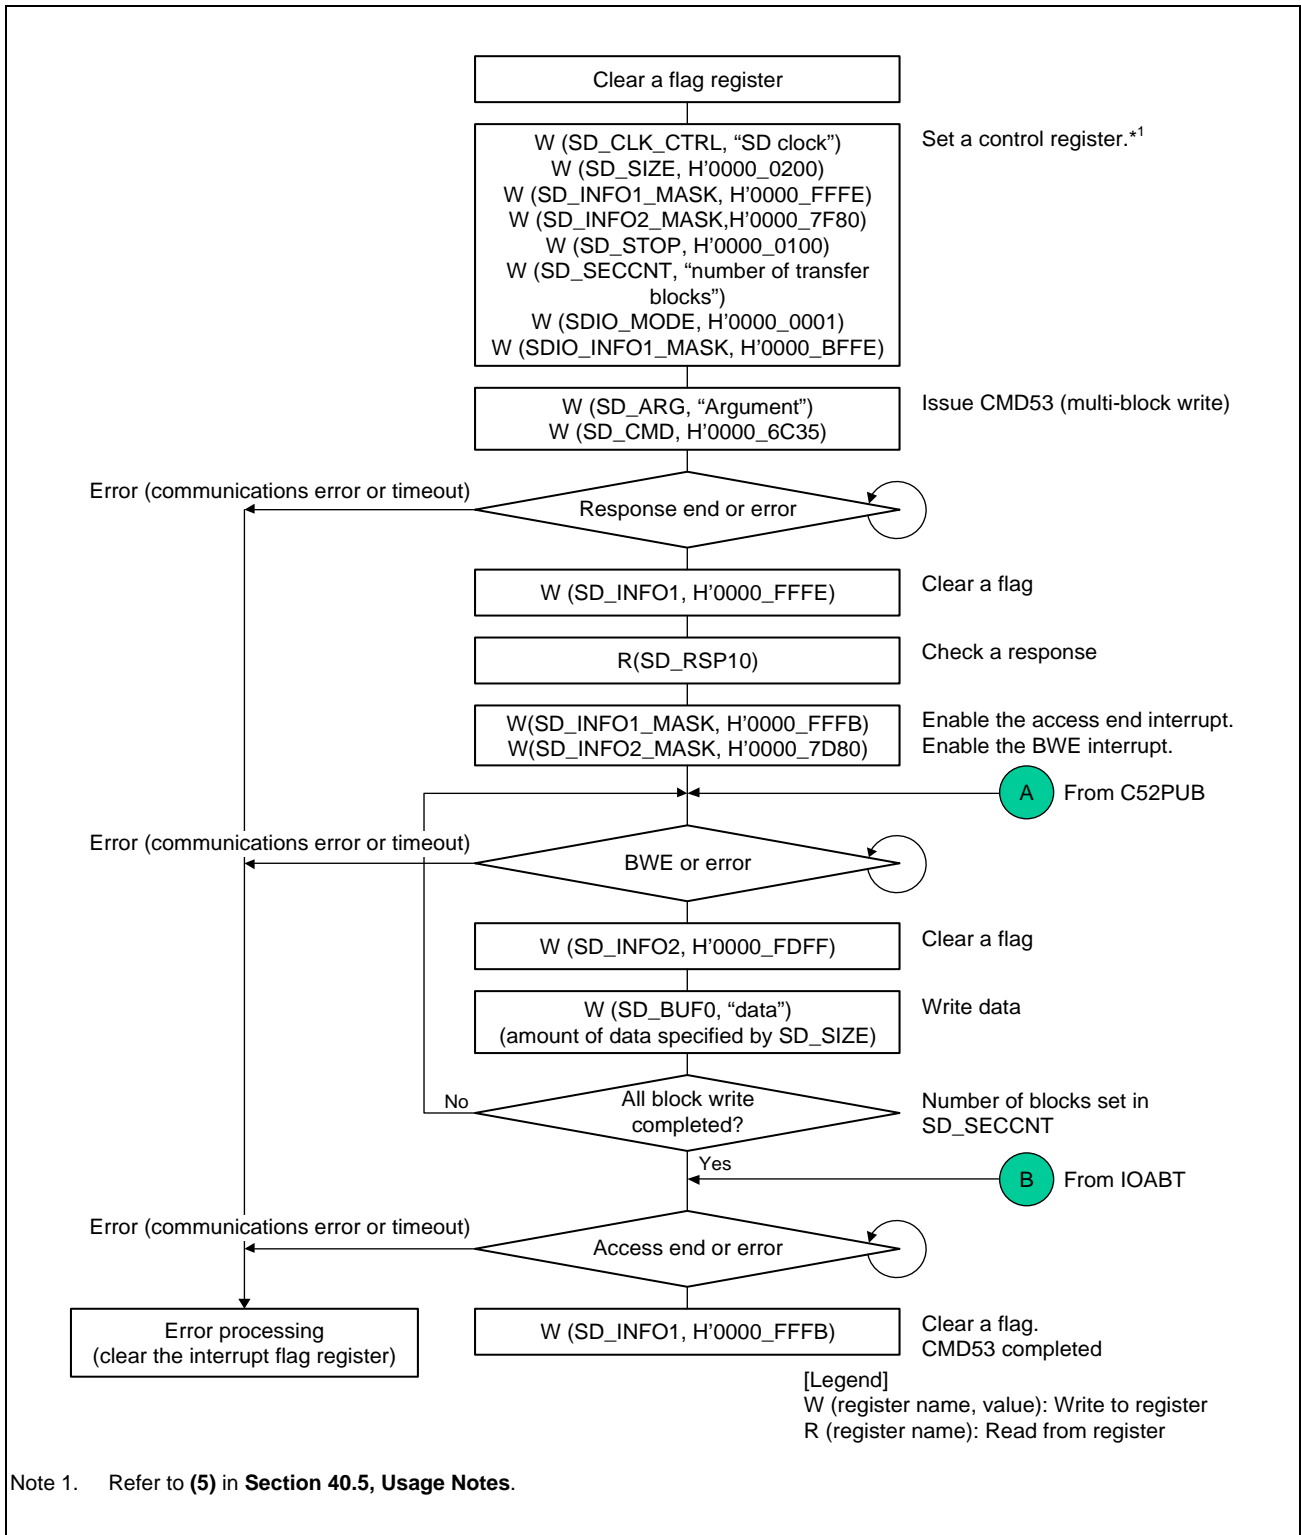 Clear a flag register
W (SD_CLK_CTRL, “SD clock”)
W (SD_SIZE, H’0000_0200)
W (SD_INFO1_MASK, H’0000_FFFE)
W (SD_INFO2_MASK,H’0000_7F80)
W (SD_STOP, H’0000_0100)
W (SD_SECCNT, “number of transfer
blocks”)
W (SDIO_MODE, H’0000_0001)
W (SDIO_INFO1_MASK, H’0000_BFFE)
Set a control register.*1
W (SD_ARG, “Argument”)
W (SD_CMD, H’0000_6C35)
Issue CMD53 (multi-block write)
Error (communications error or timeout)
Response end or error
W (SD_INFO1, H’0000_FFFE)
Clear a flag
R(SD_RSP10)
Check a response
W(SD_INFO1_MASK, H’0000_FFFB)
W(SD_INFO2_MASK, H’0000_7D80)
Enable the access end interrupt.
Enable the BWE interrupt.
A
From C52PUB
Error (communications error or timeout)
BWE or error
W (SD_INFO2, H’0000_FDFF)
Clear a flag
W (SD_BUF0, “data”)
(amount of data specified by SD_SIZE)
Write data
No
All block write
completed?
Number of blocks set in
SD_SECCNT
Yes
B
From IOABT
Error (communications error or timeout)
Access end or error
Error processing
(clear the interrupt flag register)
W (SD_INFO1, H’0000_FFFB)
Clear a flag.
CMD53 completed
[Legend]
W (register name, value): Write to register
R (register name): Read from register
Note 1. Refer to (5) in Section 40.5, Usage Notes.